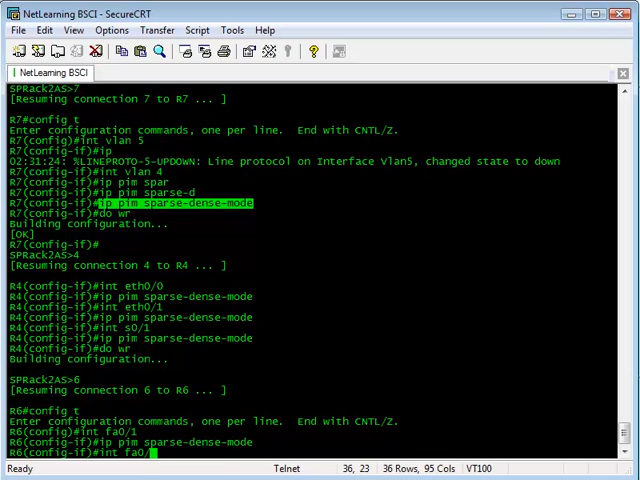 NetLearning BSCI - SecureCRT
File Edit View Options Transfer Script Tools Help
NetLearning BSCI
SPRack2AS>7
[Resuming connection 7 to R7 ... ]
R7#config t
Enter configuration commands, one per line.  End with CNTL/Z.
R7(config)#int vlan 5
R7(config-if)#ip
02:31:24: %LINEPROTO-5-UPDOWN: Line protocol on Interface Vlan5, changed state to down
R7(config-if)#int vlan 4
R7(config-if)#ip pim spar
R7(config-if)#ip pim sparse-d
R7(config-if)#ip pim sparse-dense-mode
R7(config-if)#do wr
Building configuration...
[OK]
R7(config-if)#
SPRack2AS>4
[Resuming connection 4 to R4 ... ]
R4(config-if)#int eth0/0
R4(config-if)#ip pim sparse-dense-mode
R4(config-if)#int eth0/1
R4(config-if)#ip pim sparse-dense-mode
R4(config-if)#int s0/1
R4(config-if)#ip pim sparse-dense-mode
R4(config-if)#do wr
Building configuration...
SPRack2AS>6
[Resuming connection 6 to R6 ... ]
R6#config t
Enter configuration commands, one per line.  End with CNTL/Z.
R6(config)#int fa0/1
R6(config-if)#ip pim sparse-dense-mode
R6(config-if)#int fa0/
Ready Telnet 36, 23 36 Rows, 95 Cols VT100